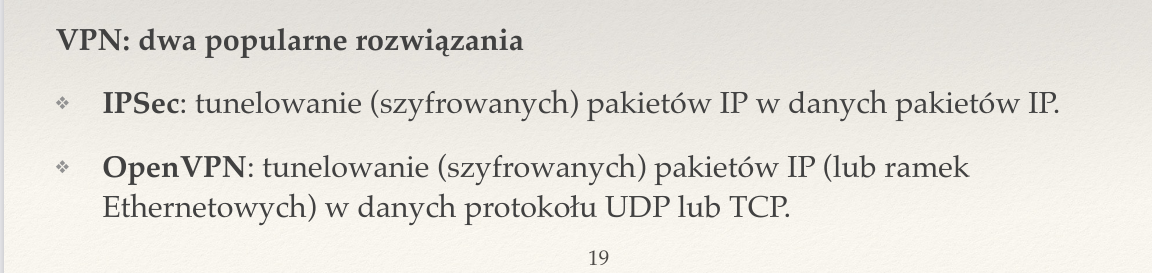 VPN: dwa popularne rozwiązania
❖ IPSec: tunelowanie (szyfrowanych) pakietów IP w danych pakietów IP.
❖ OpenVPN: tunelowanie (szyfrowanych) pakietów IP (lub ramek
Ethernetowych) w danych protokołu UDP lub TCP.
19